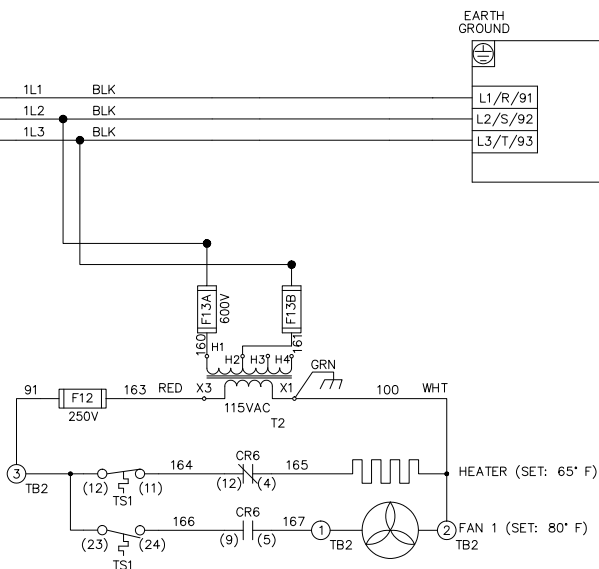 EARTH
GROUND
1L1 BLK
L1/R/91
1L2 BLK
L2/S/92
1L3 BLK
L3/T/93
F13A
600V
F13B
160
161
H1
H2 H3 H4
GRN
91
F12
250V
163 RED X3
X1
115VAC
T2
100 WHT
3
TB2
(12) (11)
TS1
164
CR6
(12) (4)
165
HEATER (SET: 65° F)
(23) (24)
TS1
166
CR6
(9) (5)
167
1
TB2
2
TB2
FAN 1 (SET: 80° F)